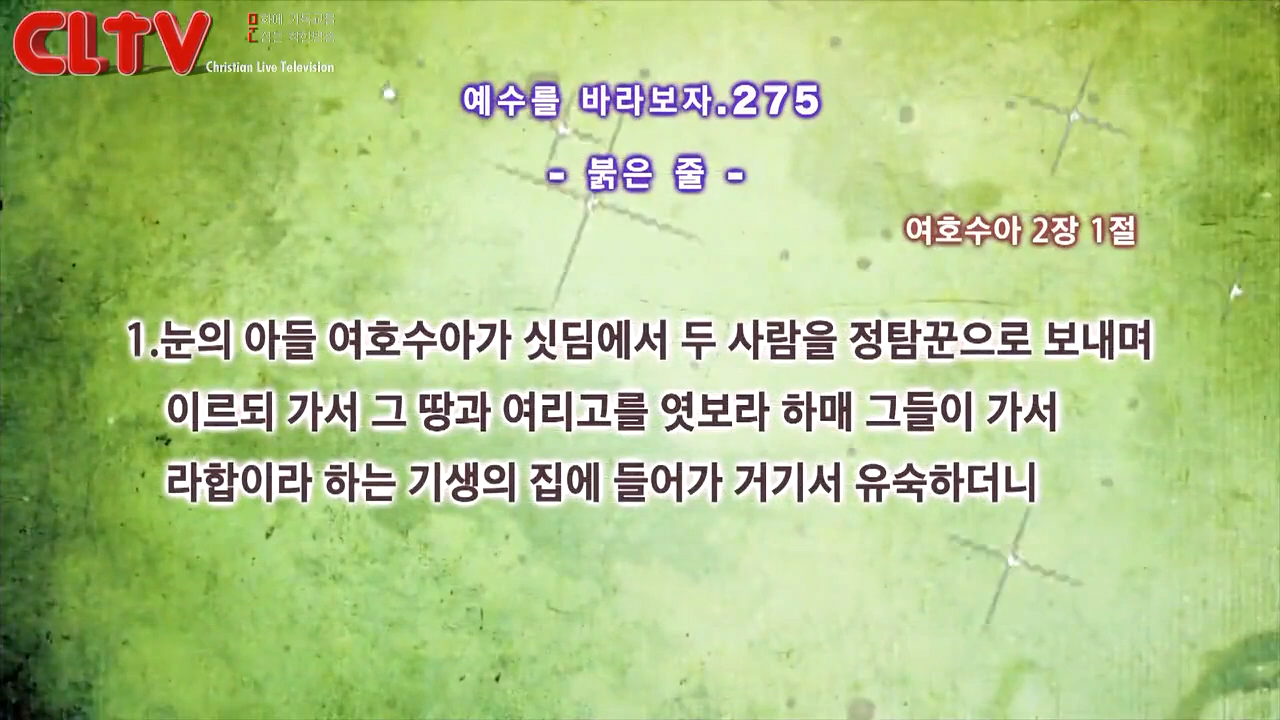 CLTV
Christian Live Television
예수를 바라보자.275
- 붉은 줄 -
여호수아 2장 1절
1.눈의 아들 여호수아가 싯딤에서 두 사람을 정탐꾼으로 보내며
이르되 가서 그 땅과 여리고를 엿보라 하매 그들이 가서
라합이라 하는 기생의 집에 들어가 거기서 유숙하더니